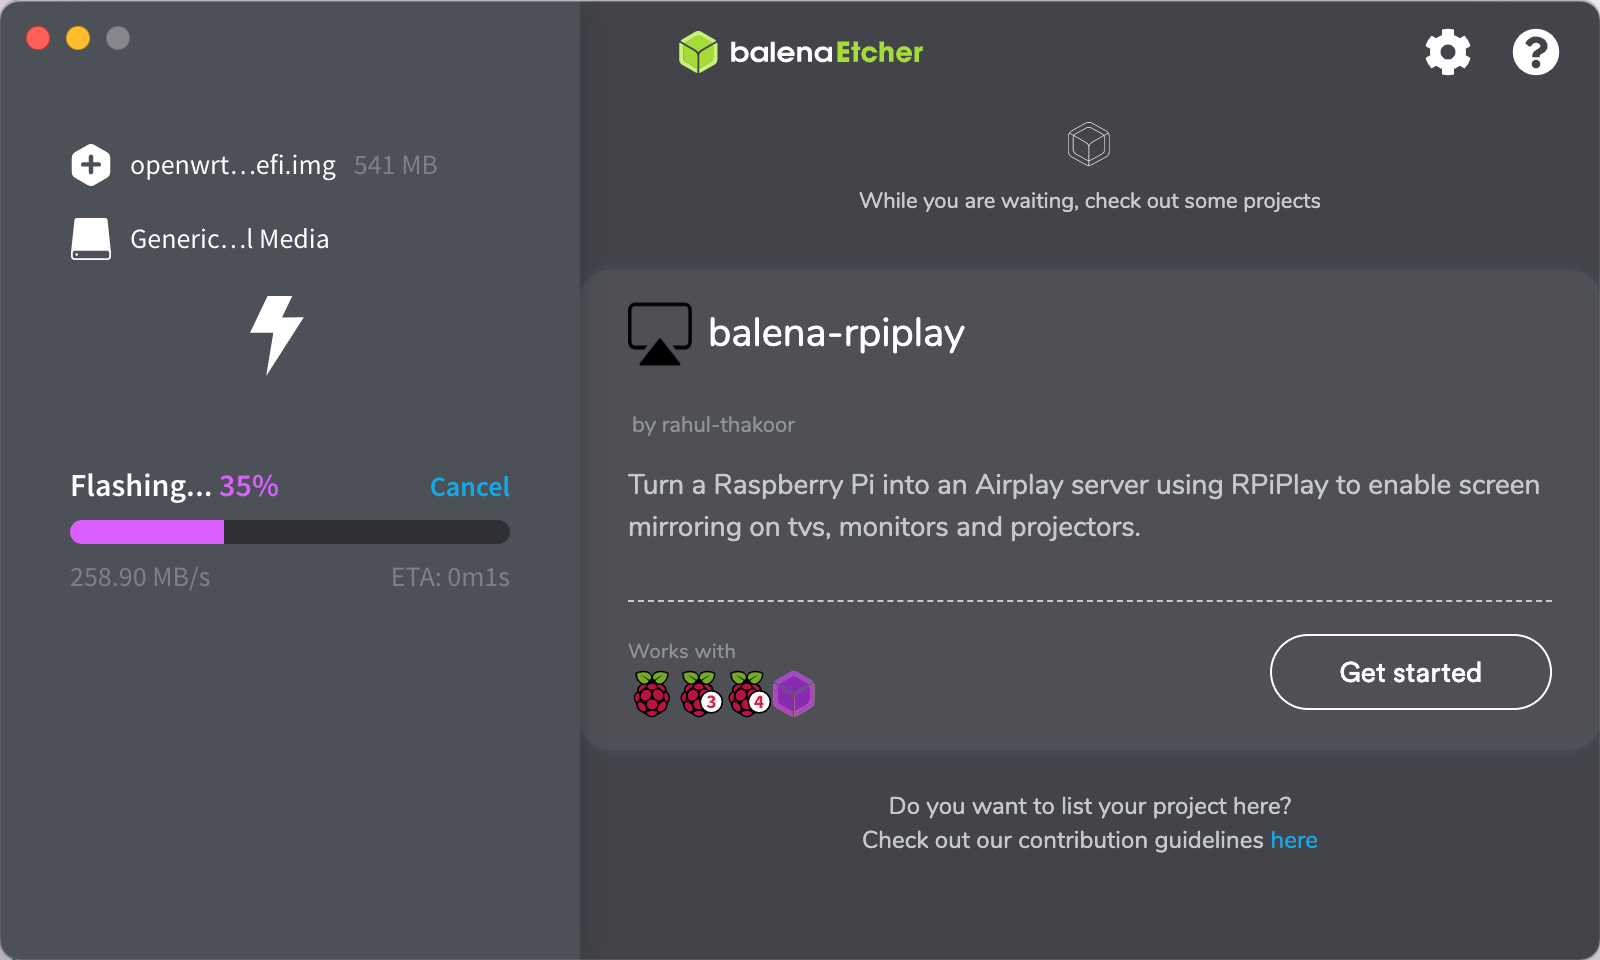 balenaEtcher
openwrt...efi.img 541 MB
Generic...l Media
Flashing... 35% Cancel
258.90 MB/s ETA: 0m1s
While you are waiting, check out some projects
balena-rpiplay
by rahul-thakoor
Turn a Raspberry Pi into an Airplay server using RPiPlay to enable screen
mirroring on tvs, monitors and projectors.
Works with
3 4
Get started
Do you want to list your project here?
Check out our contribution guidelines here